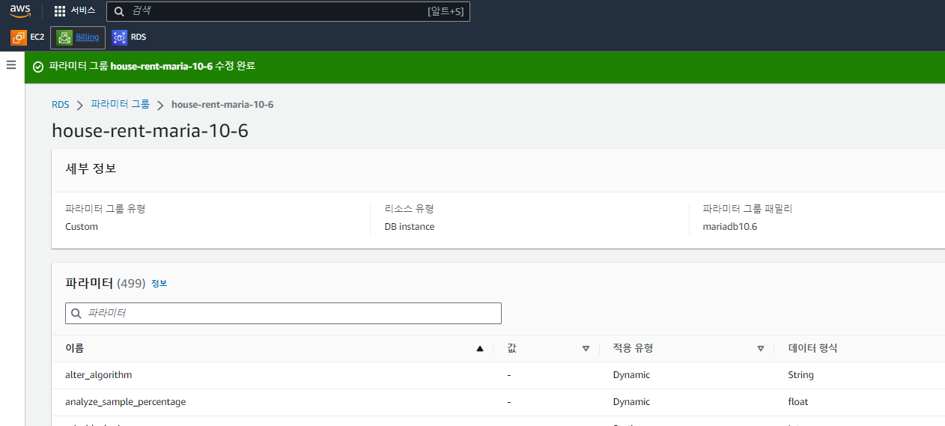 aws 서비스 검색 [알트+S]
EC2 Billing RDS
파라미터 그룹 house-rent-maria-10-6 수정 완료
RDS > 파라미터 그룹 > house-rent-maria-10-6
house-rent-maria-10-6
세부 정보
파라미터 그룹 유형 리소스 유형 파라미터 그룹 패밀리
Custom DB instance mariadb10.6
파라미터 (499) 정보
파라미터
이름 값 적용 유형 데이터 형식
alter_algorithm - Dynamic String
analyze_sample_percentage - Dynamic float